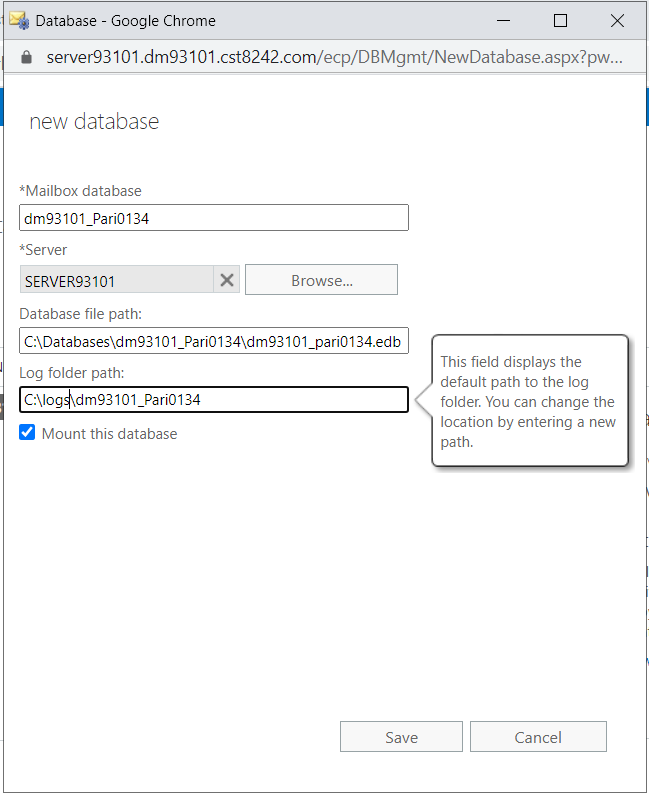 Database - Google Chrome
server93101.dm93101.cst8242.com/ecp/DBMgmt/NewDatabase.aspx?pw...
new database
*Mailbox database
dm93101_Pari0134
*Server
SERVER93101
Browse...
Database file path:
C:\Databases\dm93101_Pari0134\dm93101_pari0134.edb
Log folder path:
C:\logs\dm93101_Pari0134
This field displays the
default path to the log
folder. You can change the
location by entering a new
path.
Mount this database
Save
Cancel